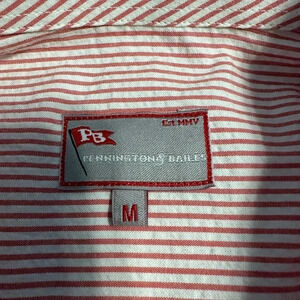 Est MMV
PB
PENNINGTON & BAILES
M